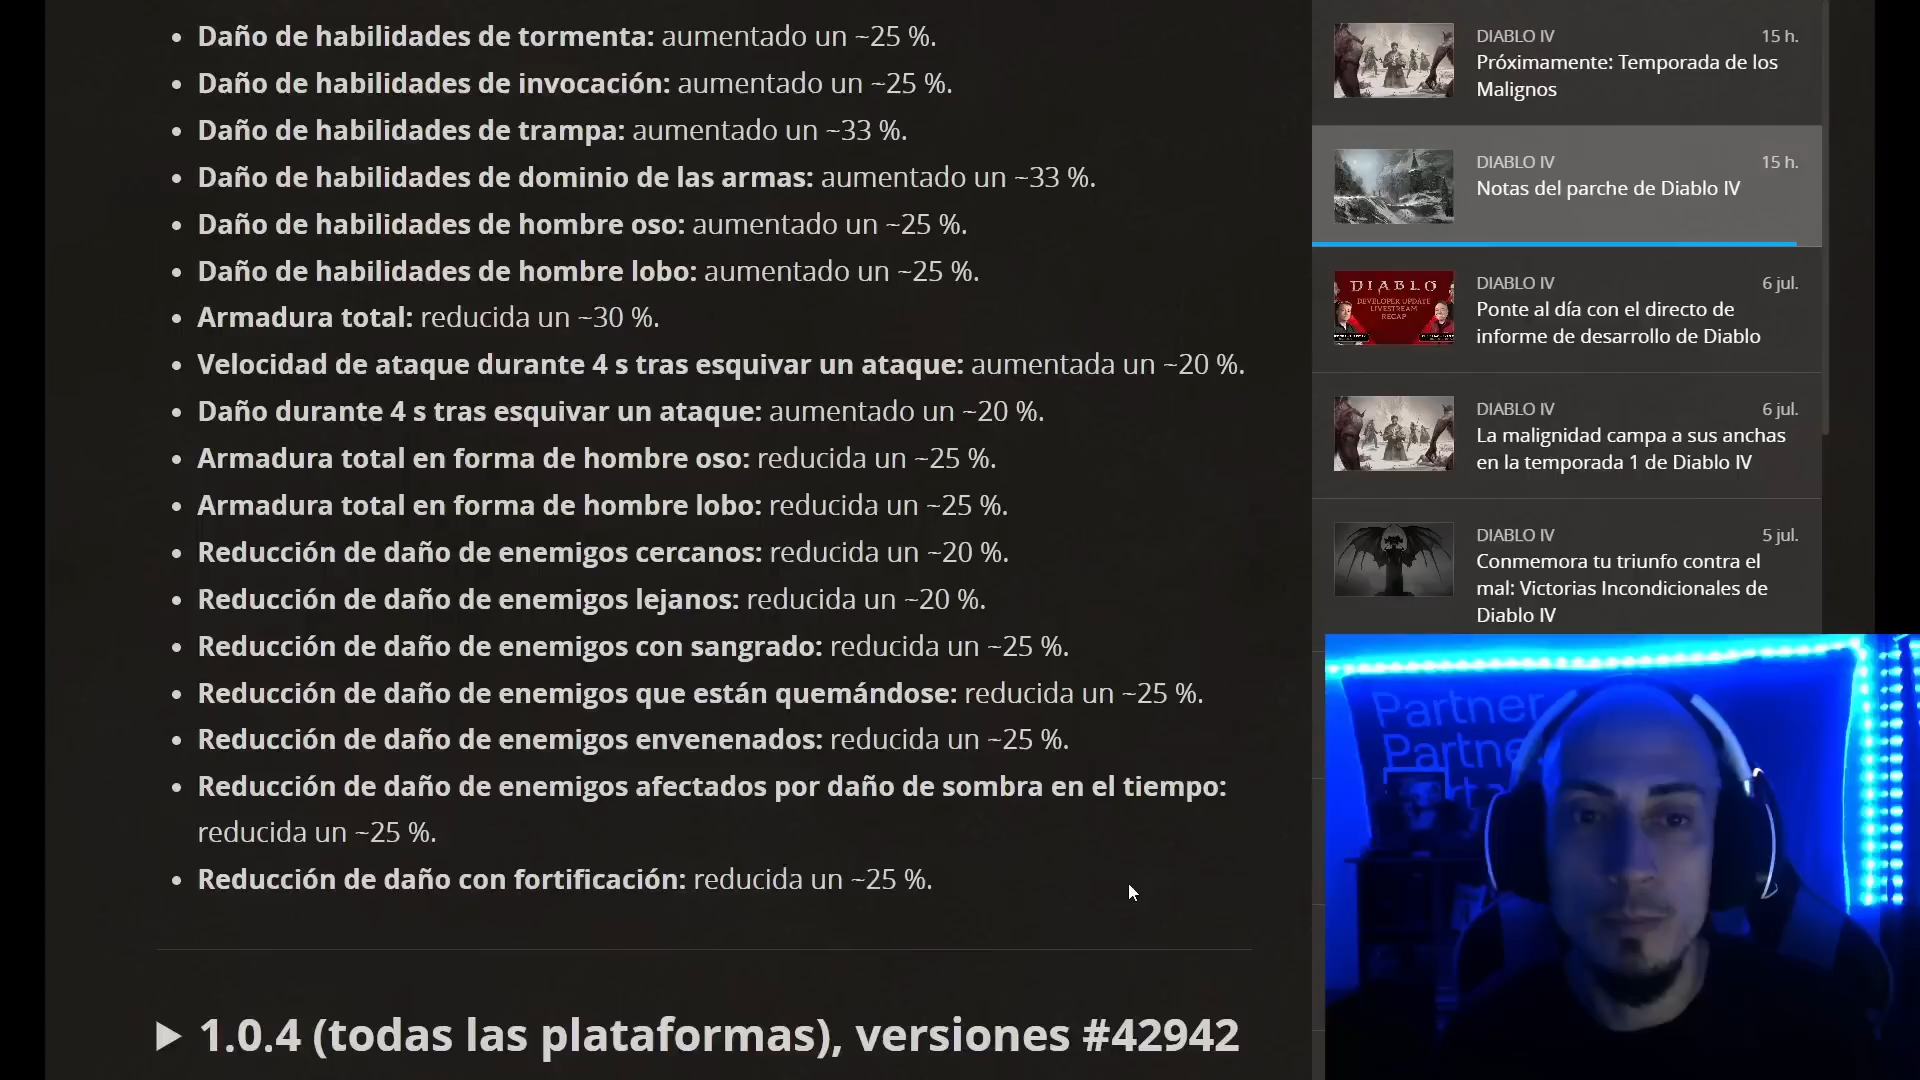 Daño de habilidades de tormenta: aumentado un ~25 %.
Daño de habilidades de invocación: aumentado un ~25 %.
Daño de habilidades de trampa: aumentado un ~33 %.
Daño de habilidades de dominio de las armas: aumentado un ~33 %.
Daño de habilidades de hombre oso: aumentado un ~25 %.
Daño de habilidades de hombre lobo: aumentado un ~25 %.
Armadura total: reducida un ~30 %.
Velocidad de ataque durante 4 s tras esquivar un ataque: aumentada un ~20 %.
Daño durante 4 s tras esquivar un ataque: aumentado un ~20 %.
Armadura total en forma de hombre oso: reducida un ~25 %.
Armadura total en forma de hombre lobo: reducida un ~25 %.
Reducción de daño de enemigos cercanos: reducida un ~20 %.
Reducción de daño de enemigos lejanos: reducida un ~20 %.
Reducción de daño de enemigos con sangrado: reducida un ~25 %.
Reducción de daño de enemigos que están quemándose: reducida un ~25 %.
Reducción de daño de enemigos envenenados: reducida un ~25 %.
Reducción de daño de enemigos afectados por daño de sombra en el tiempo:
reducida un ~25 %.
Reducción de daño con fortificación: reducida un ~25 %.
1.0.4 (todas las plataformas), versiones #42942
DIABLO IV 15 h.
Próximamente: Temporada de los
Malignos
DIABLO IV 15 h.
Notas del parche de Diablo IV
DIABLO
DEVELOPER UPDATE
LIVESTREAM
RECAP
DIABLO IV 6 jul.
Ponte al día con el directo de
informe de desarrollo de Diablo
DIABLO IV 6 jul.
La malignidad campa a sus anchas
en la temporada 1 de Diablo IV
DIABLO IV 5 jul.
Conmemora tu triunfo contra el
mal: Victorias Incondicionales de
Diablo IV
Partner
Partne